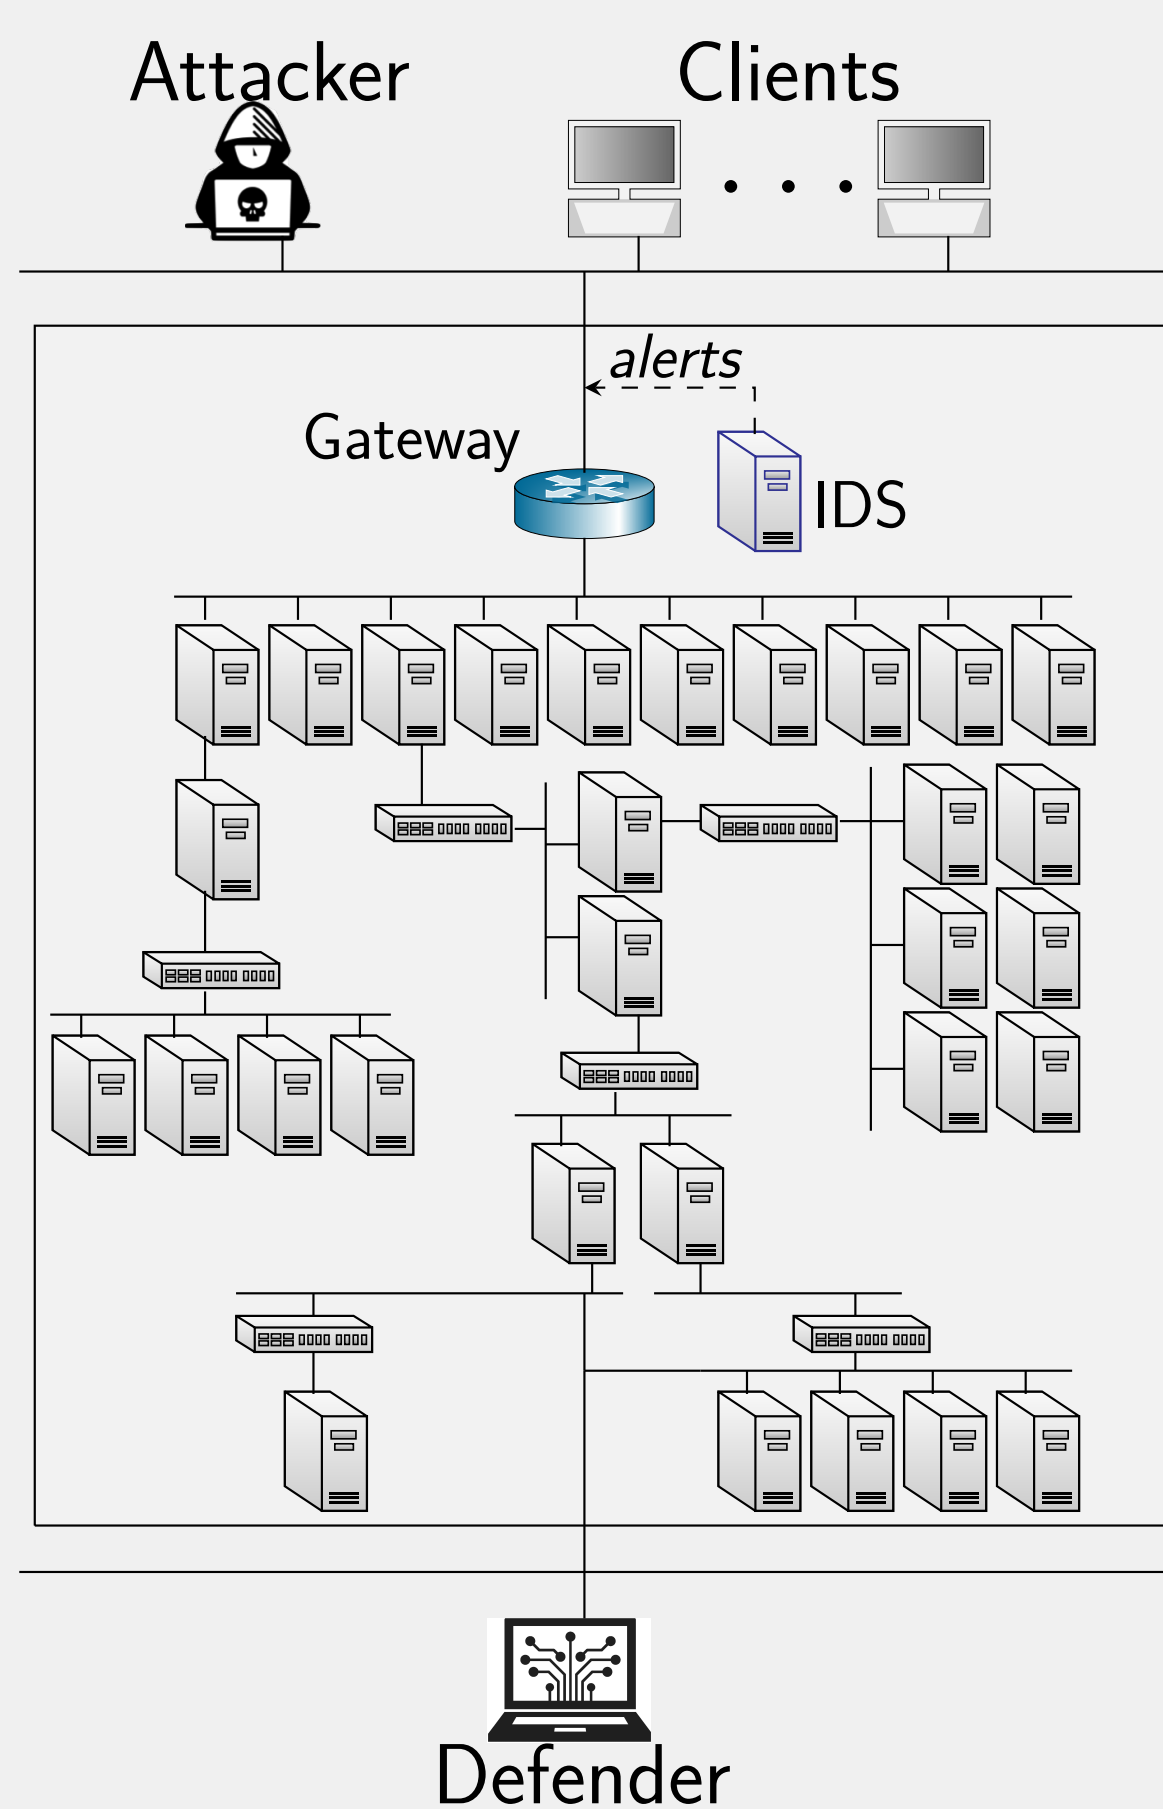 Attacker
Clients
alerts
Gateway
IDS
Defender